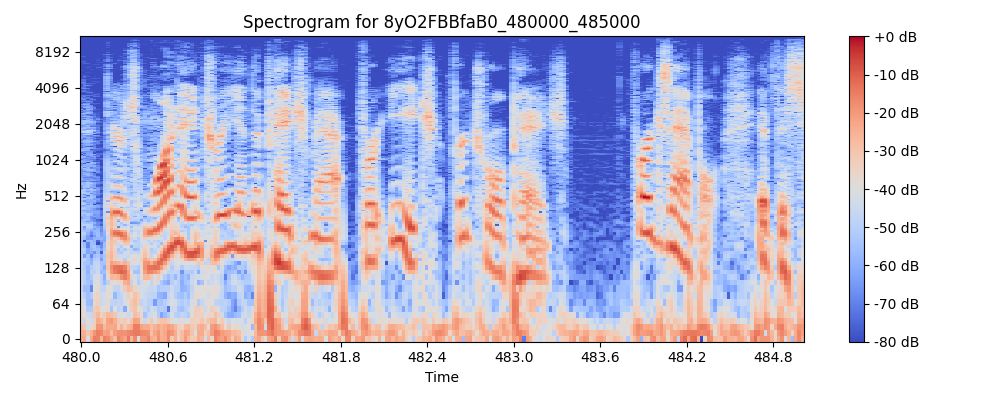 Spectrogram for 8yO2FBBfaB0_480000_485000
Hz
8192
4096
2048
1024
512
256
128
64
0
480.0 480.6 481.2 481.8 482.4 483.0 483.6 484.2 484.8
Time
+0 dB
-10 dB
-20 dB
-30 dB
-40 dB
-50 dB
-60 dB
-70 dB
-80 dB